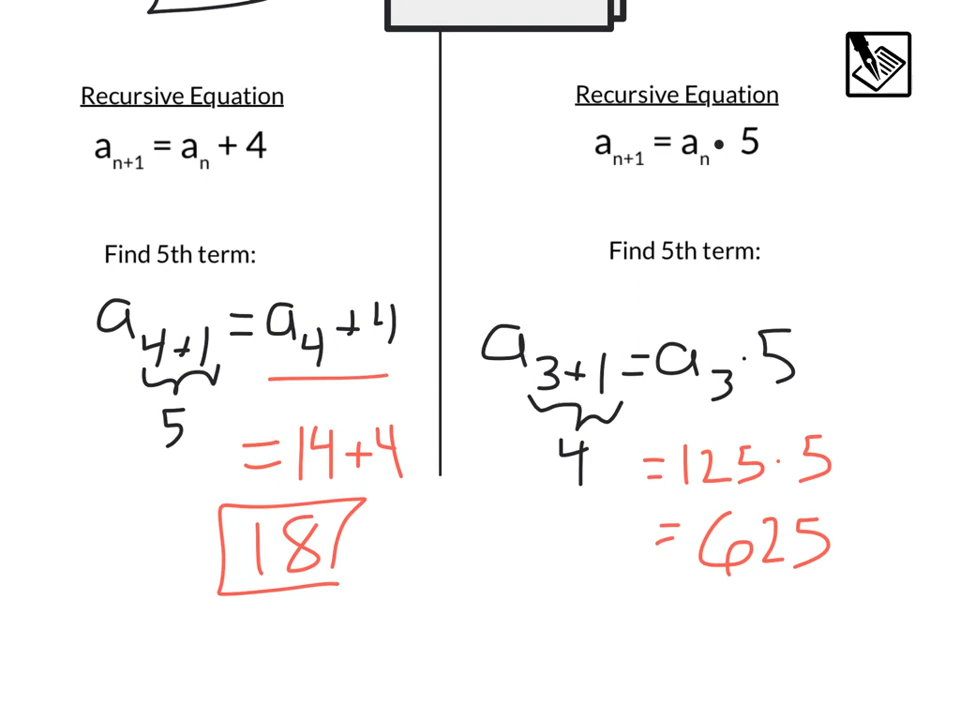 Recursive Equation
aₙ₊₁ = aₙ + 4
Find 5th term:
a₄₊₁ = a₄ + 4
5
= 14 + 4
18
Recursive Equation
aₙ₊₁ = aₙ • 5
Find 5th term:
a₃₊₁ = a₃ · 5
4
= 125 · 5
= 625